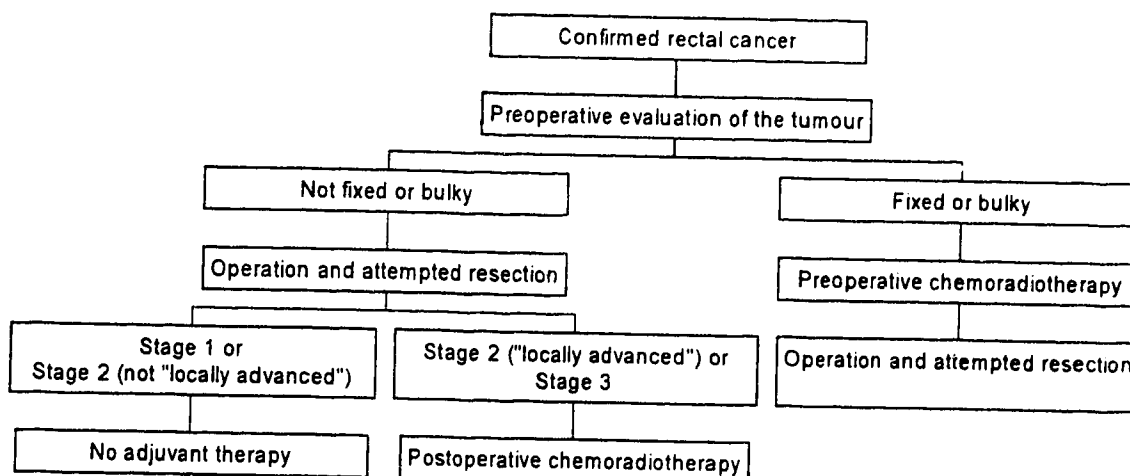 Confirmed rectal cancer
Preoperative evaluation of the tumour
Not fixed or bulky
Fixed or bulky
Operation and attempted resection
Preoperative chemoradiotherapy
Stage 1 or
Stage 2 (not "locally advanced")
Stage 2 ("locally advanced") or
Stage 3
Operation and attempted resection
No adjuvant therapy
Postoperative chemoradiotherapy